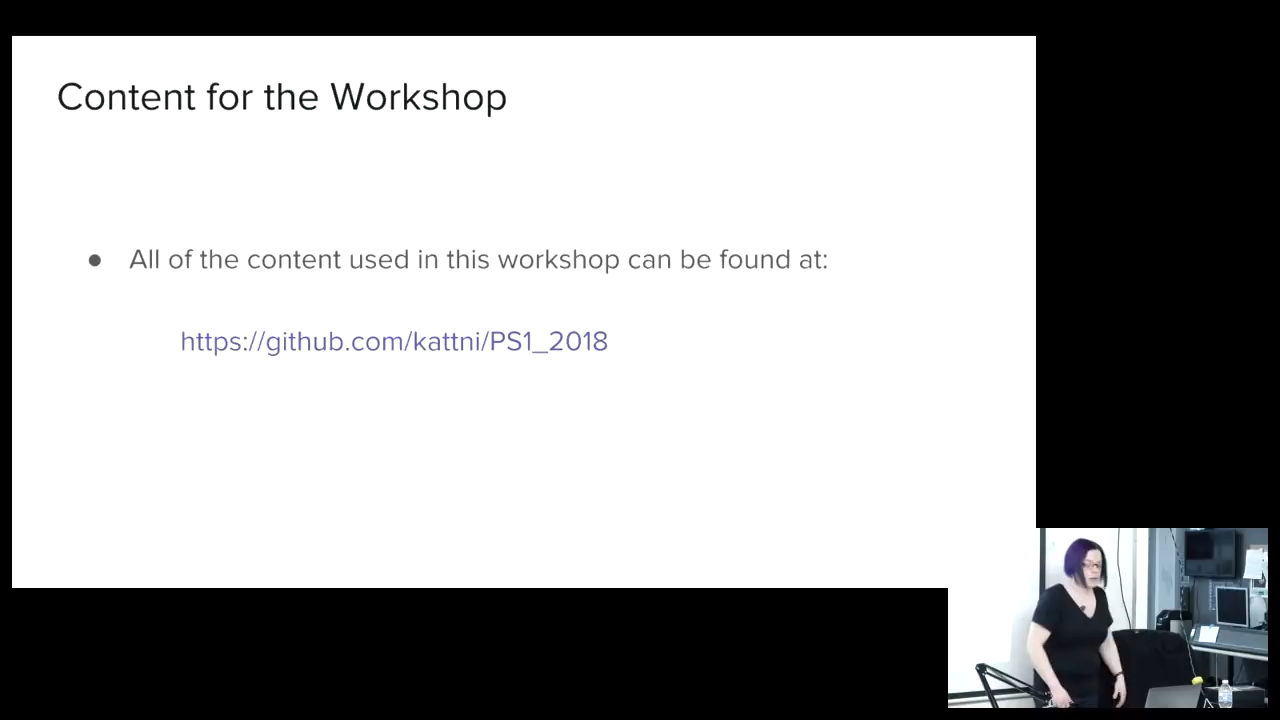 Content for the Workshop
● All of the content used in this workshop can be found at:
https://github.com/kattni/PS1_2018